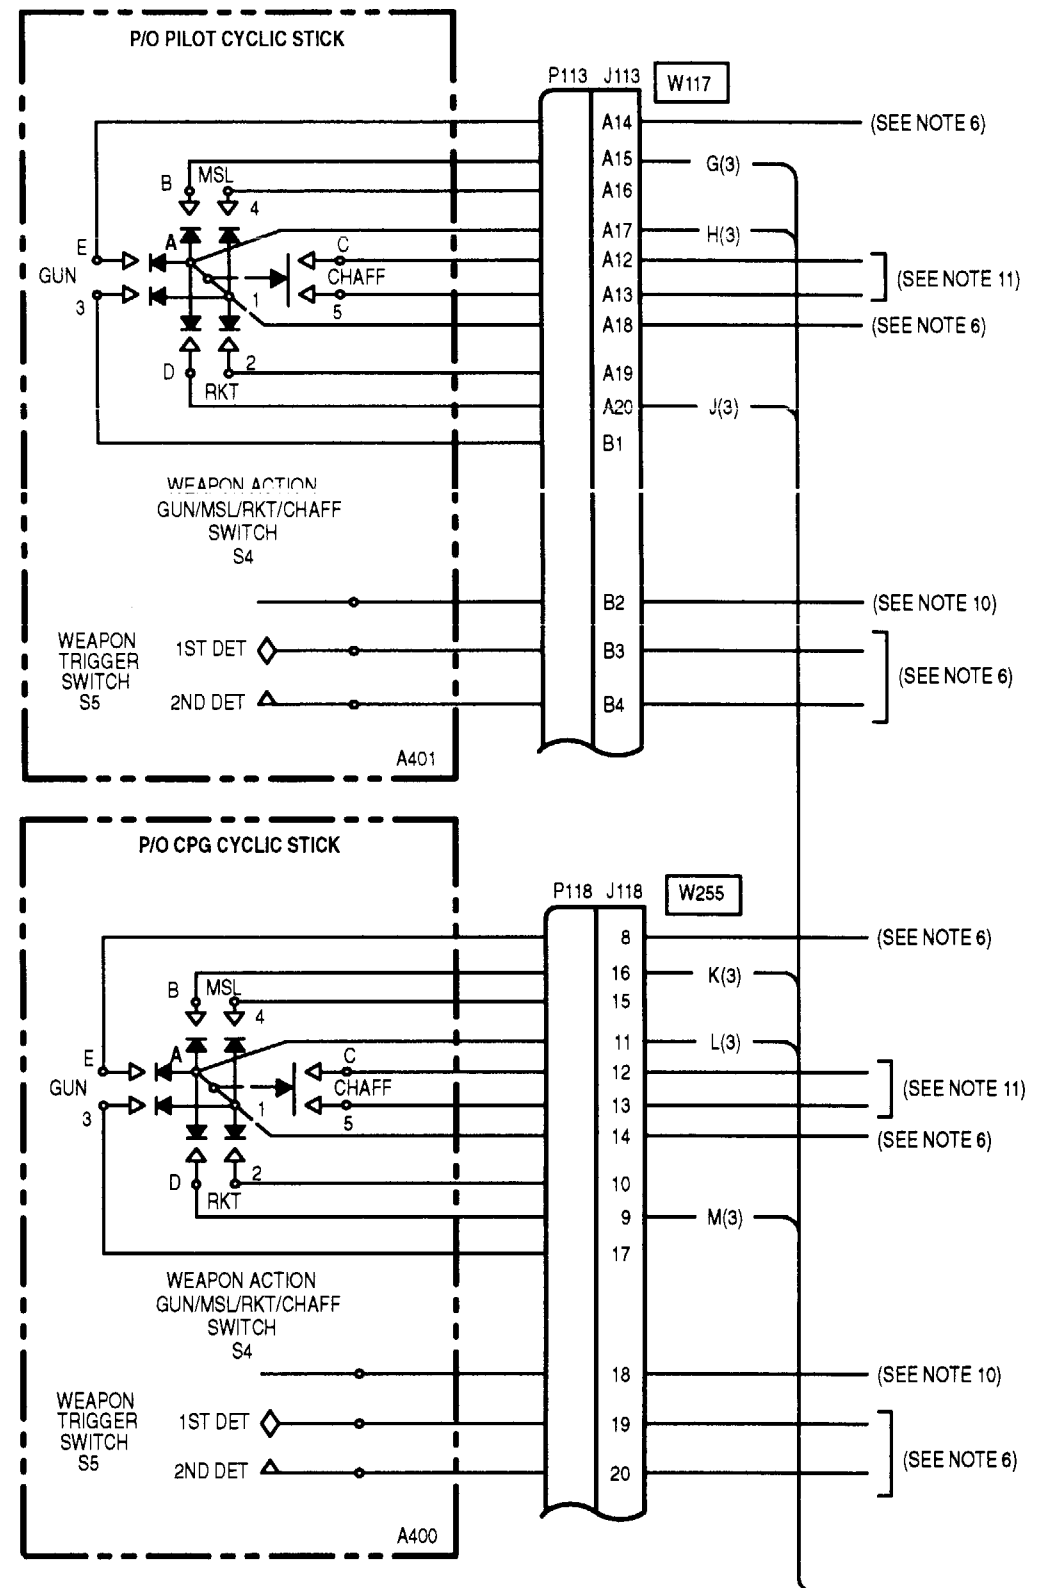 P/O PILOT CYCLIC STICK
P113 J113 W117
A14 (SEE NOTE 6)
A15 G(3)
B MSL
A16
4
A17 H(3)
E A C
A12
GUN CHAFF (SEE NOTE 11)
3 1 5
A13
A18 (SEE NOTE 6)
D 2
A19
RKT
A20 J(3)
B1
WEAPON ACTION
GUN/MSL/RKT/CHAFF
SWITCH
S4
B2 (SEE NOTE 10)
WEAPON
TRIGGER
SWITCH
S5
1ST DET B3
(SEE NOTE 6)
2ND DET B4
A401
P/O CPG CYCLIC STICK
P118 J118 W255
8 (SEE NOTE 6)
16 K(3)
B MSL
15
4
11 L(3)
E A C
12
GUN CHAFF (SEE NOTE 11)
3 1 5
13
14 (SEE NOTE 6)
D 2
10
RKT
9 M(3)
17
WEAPON ACTION
GUN/MSL/RKT/CHAFF
SWITCH
S4
18 (SEE NOTE 10)
WEAPON
TRIGGER
SWITCH
S5
1ST DET 19
(SEE NOTE 6)
2ND DET 20
A400